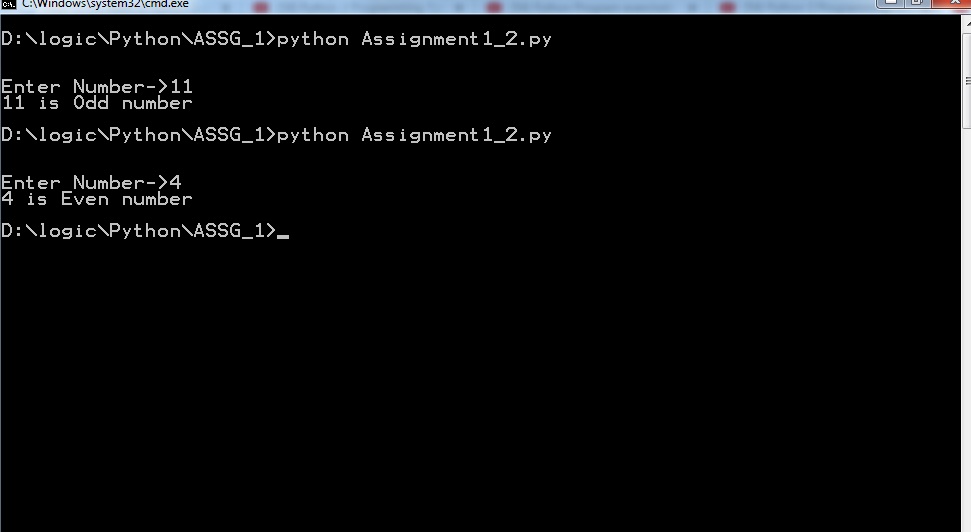 C:\Windows\system32\cmd.exe
D:\logic\Python\ASSG_1>python Assignment1_2.py
Enter Number->11
11 is Odd number
D:\logic\Python\ASSG_1>python Assignment1_2.py
Enter Number->4
4 is Even number
D:\logic\Python\ASSG_1>